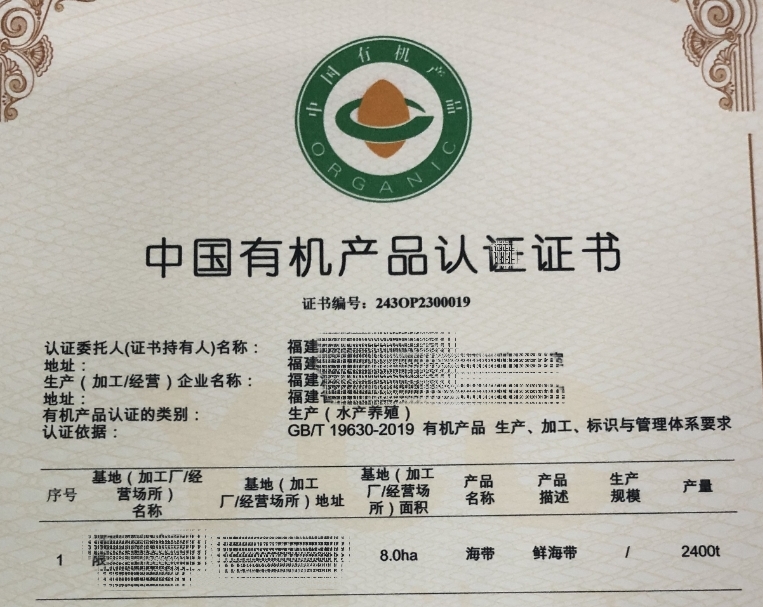 中国有机产品
ORGANIC
中国有机产品认证证书
证书编号：243OP2300019
认证委托人(证书持有人)名称： 福建
地址： 福建
生产（加工/经营）企业名称： 福建
地址： 福建
有机产品认证的类别： 生产（水产养殖）
认证依据： GB/T 19630-2019 有机产品 生产、加工、标识与管理体系要求
序号 基地（加工厂/经营场所）名称 基地（加工厂/经营场所）地址 基地（加工厂/经营场所）面积 产品名称 产品描述 生产规模 产量
1 8.0ha 海带 鲜海带 / 2400t